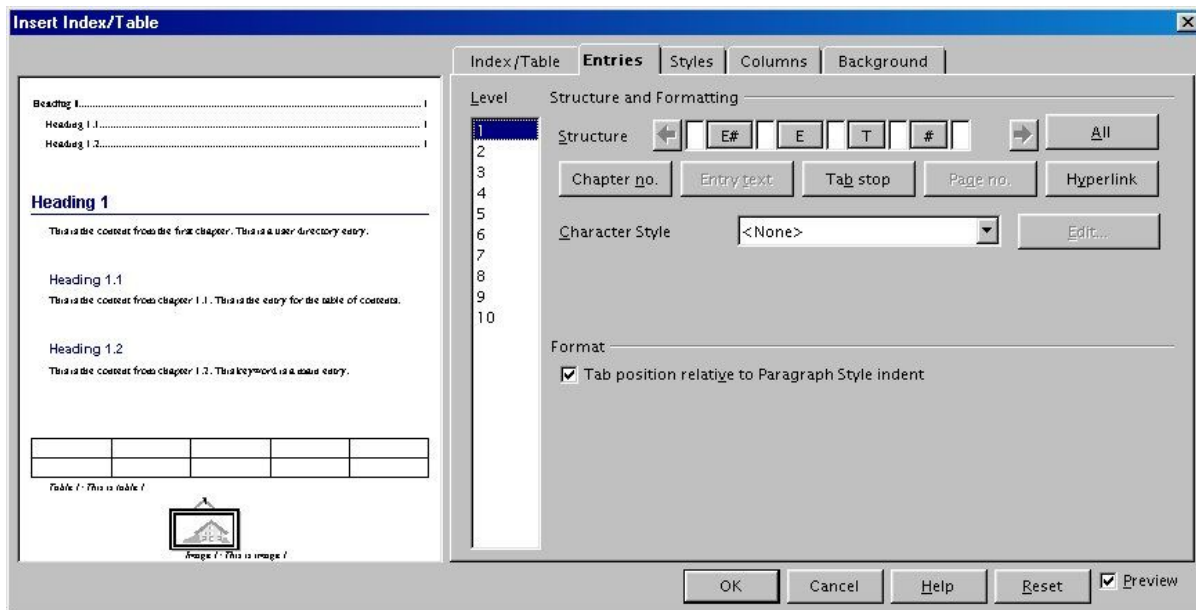 Insert Index/Table
Index/Table Entries Styles Columns Background
Heading 1 1
Heading 1.1 1
Heading 1.2 1
Heading 1
This is the content from the first chapter. This is a user directory entry.
Heading 1.1
This is the content from chapter 1.1. This is the entry for the table of contents.
Heading 1.2
This is the content from chapter 1.2. This keyword is a main entry.
Table 1: This is table 1
Image 1: This is image 1
Level
1
2
3
4
5
6
7
8
9
10
Structure and Formatting
Structure E# E T # All
Chapter no. Entry text Tab stop Page no. Hyperlink
Character Style <None> Edit...
Format
Tab position relative to Paragraph Style indent
OK Cancel Help Reset Preview